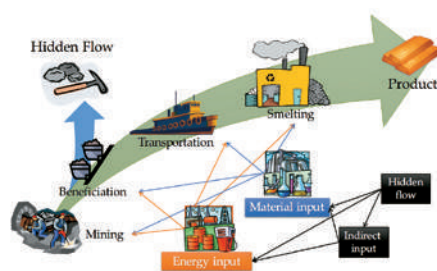 Hidden Flow
Product
Smelting
Transportation
Beneficiation
Mining
Material input
Hidden
flow
Indirect
input
Energy input